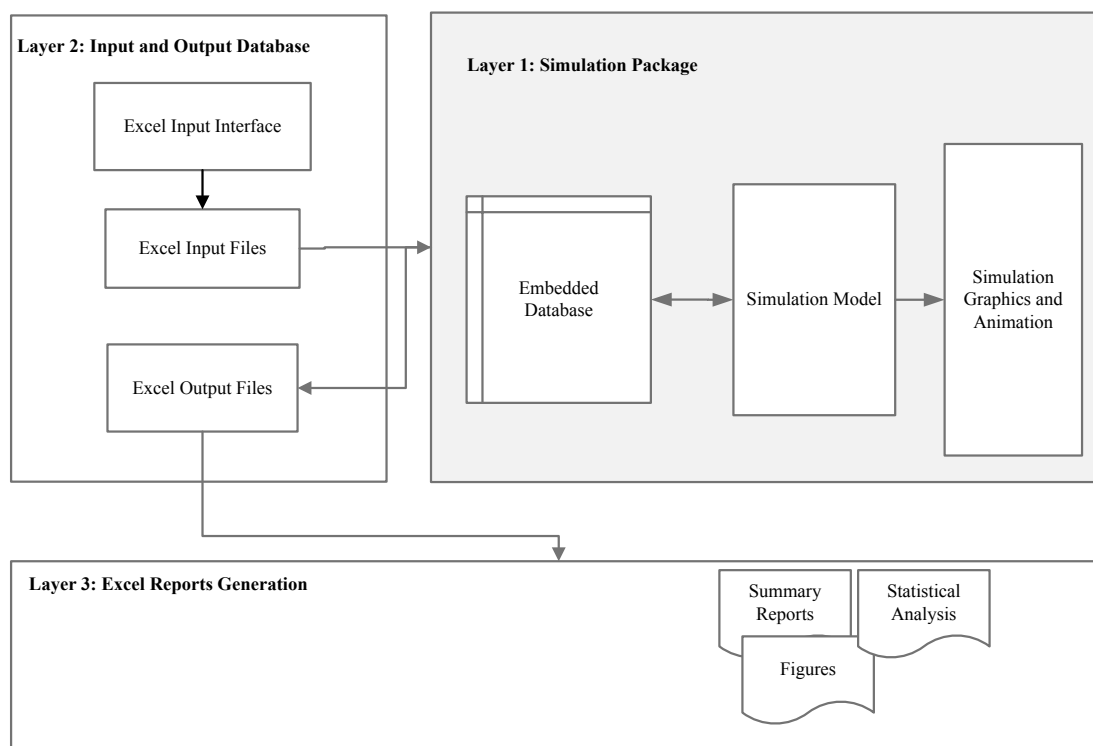 Layer 2: Input and Output Database
Excel Input Interface
Excel Input Files
Excel Output Files
Layer 1: Simulation Package
Embedded
Database
Simulation Model
Simulation
Graphics and
Animation
Layer 3: Excel Reports Generation
Summary
Reports
Statistical
Analysis
Figures